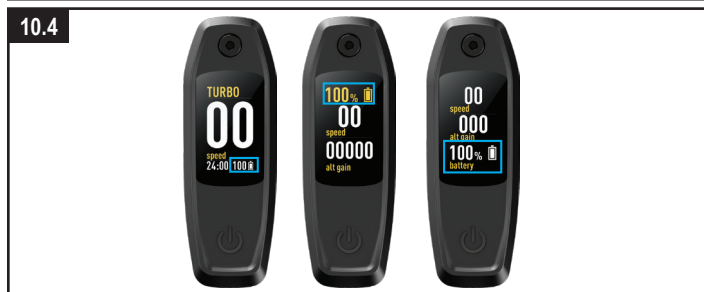 10.4
TURBO
00
speed
24:00 100
100%
00
speed
00000
alt gain
00
speed
000
alt gain
100%
battery